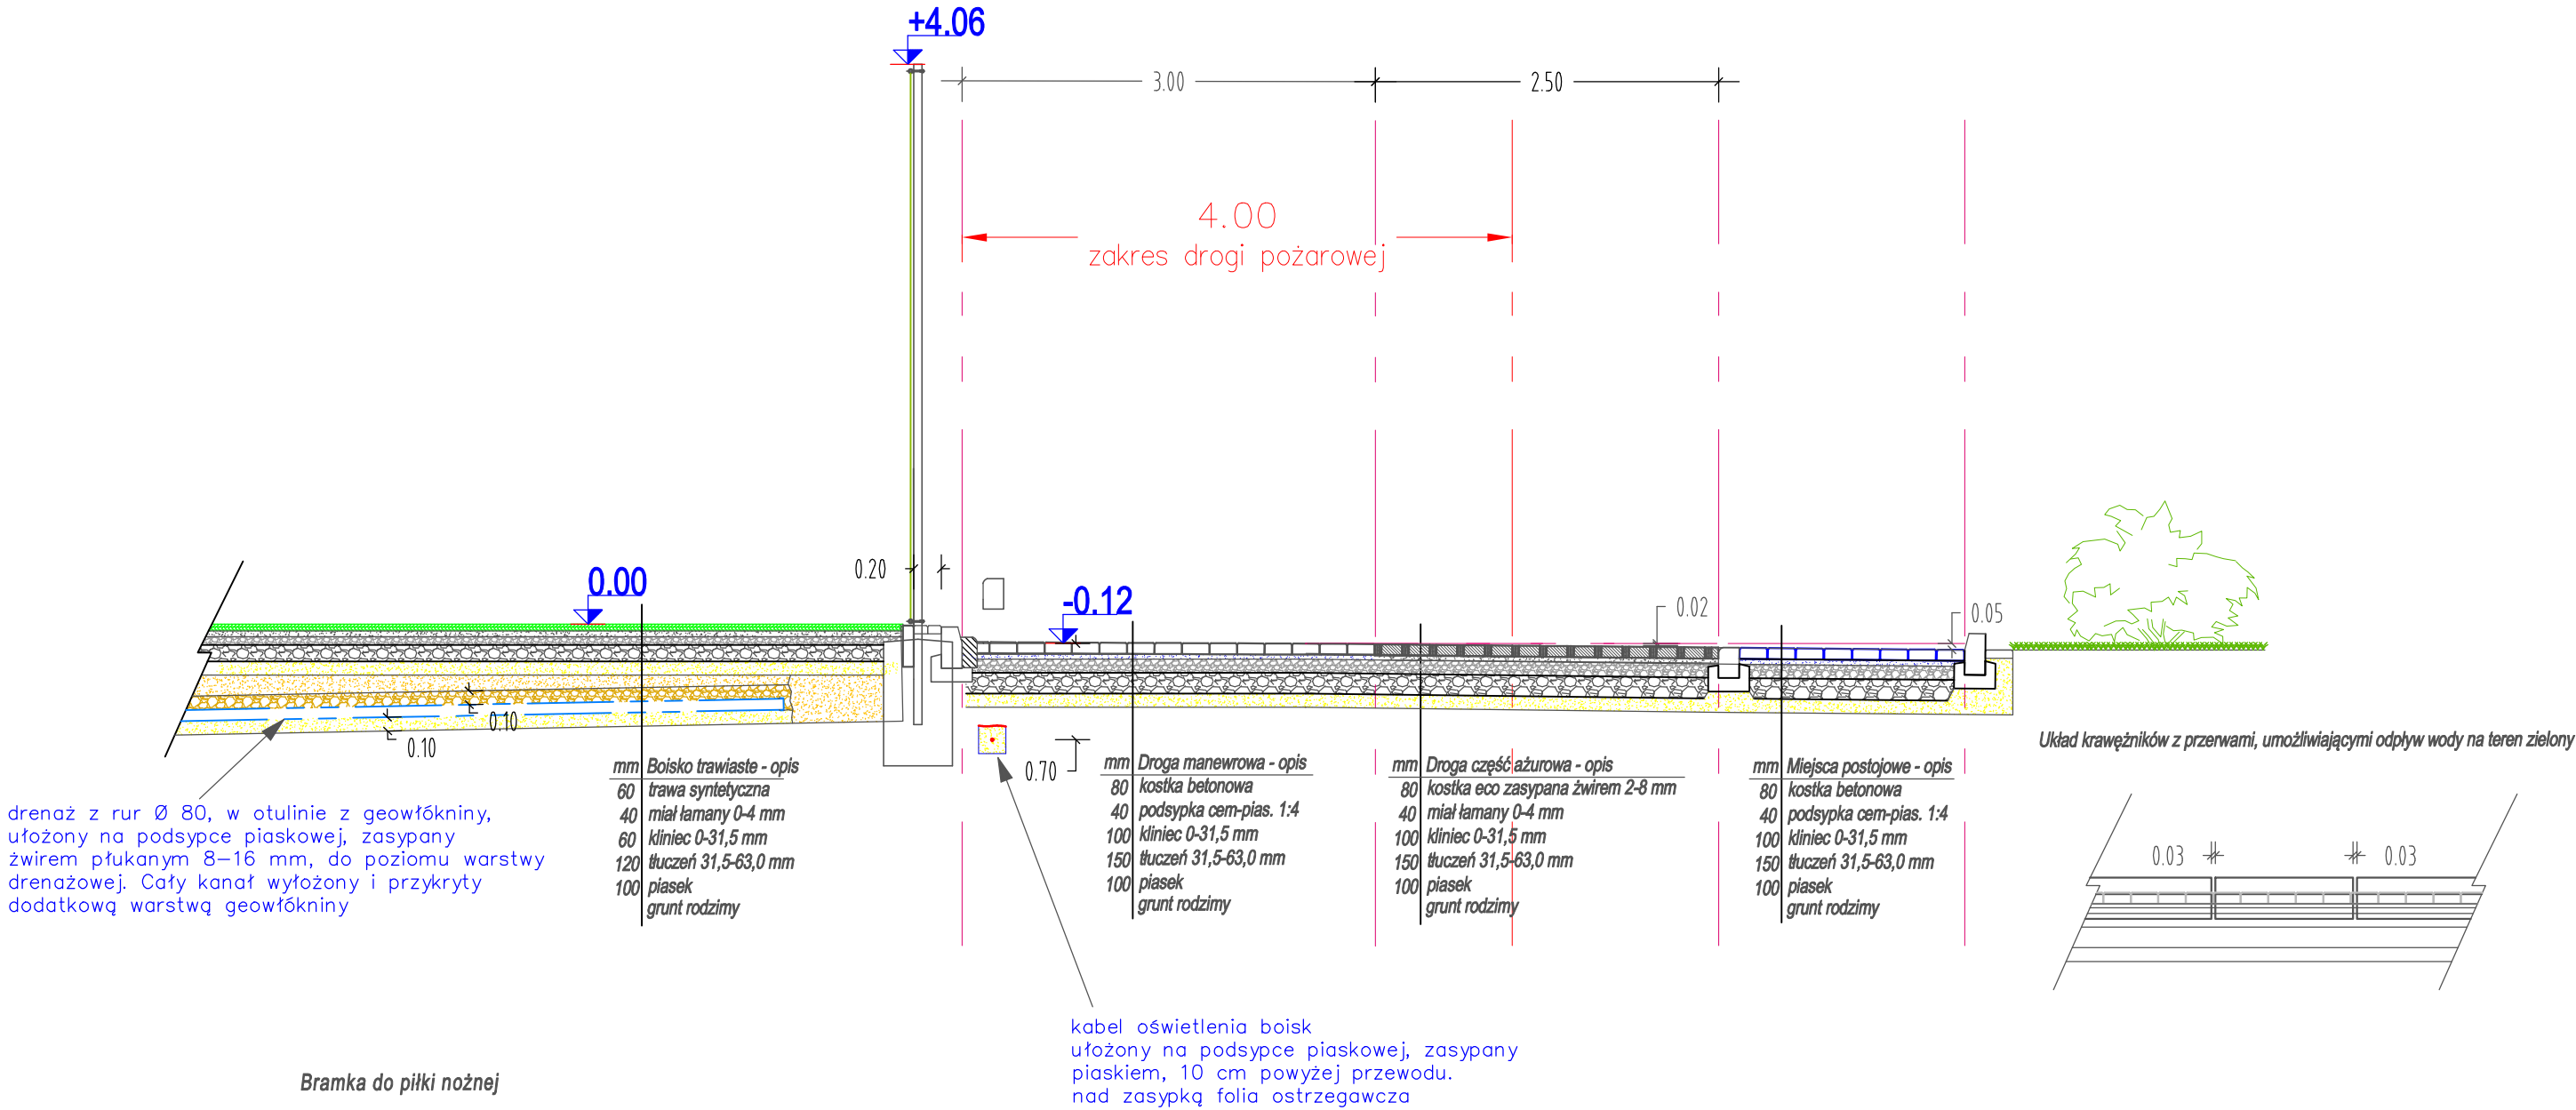 +4.06
3.00
2.50
4.00
zakres drogi pożarowej
0.20
0.00
-0.12
0.02
0.05
0.10
0.10
0.70
Układ krawężników z przerwami, umożliwiającymi odpływ wody na teren zielony
0.03
0.03
drenaż z rur Ø 80, w otulinie z geowłókniny,
ułożony na podsypce piaskowej, zasypany
żwirem płukanym 8–16 mm, do poziomu warstwy
drenażowej. Cały kanał wyłożony i przykryty
dodatkową warstwą geowłókniny
mm Boisko trawiaste - opis
60 trawa syntetyczna
40 miał łamany 0-4 mm
60 kliniec 0-31,5 mm
120 tłuczeń 31,5-63,0 mm
100 piasek
grunt rodzimy
mm Droga manewrowa - opis
80 kostka betonowa
40 podsypka cem-pias. 1:4
100 kliniec 0-31,5 mm
150 tłuczeń 31,5-63,0 mm
100 piasek
grunt rodzimy
mm Droga część ażurowa - opis
80 kostka eco zasypana żwirem 2-8 mm
40 miał łamany 0-4 mm
100 kliniec 0-31,5 mm
150 tłuczeń 31,5-63,0 mm
100 piasek
grunt rodzimy
mm Miejsca postojowe - opis
80 kostka betonowa
40 podsypka cem-pias. 1:4
100 kliniec 0-31,5 mm
150 tłuczeń 31,5-63,0 mm
100 piasek
grunt rodzimy
kabel oświetlenia boisk
ułożony na podsypce piaskowej, zasypany
piaskiem, 10 cm powyżej przewodu.
nad zasypką folia ostrzegawcza
Bramka do piłki nożnej